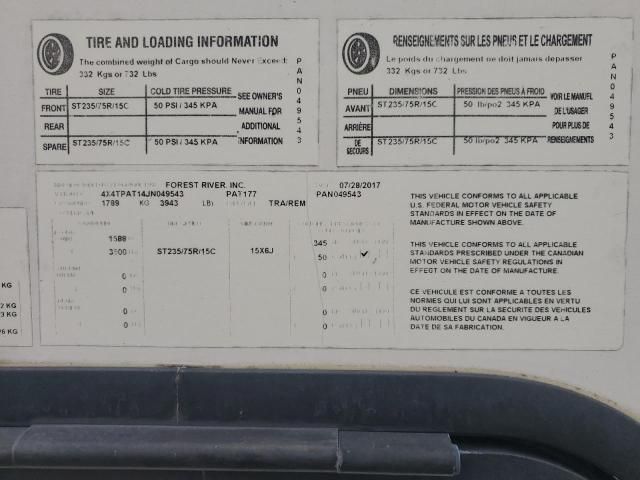 TIRE AND LOADING INFORMATION
The combined weight of Cargo should Never Exceed:
332 Kgs or 732 Lbs
TIRE SIZE COLD TIRE PRESSURE
FRONT ST235/75R/15C 50 PSI / 345 KPA
REAR
SPARE ST235/75R/15C 50 PSI / 345 KPA
SEE OWNER'S
MANUAL FOR
ADDITIONAL
INFORMATION
PAN049543
RENSEIGNEMENTS SUR LES PNEUS ET LE CHARGEMENT
Le poids du chargement ne doit jamais depasser
332 Kgs or 732 Lbs.
PNEU DIMENSIONS PRESSION DES PNEUS À FROID
AVANT ST235/75R/15C 50 lb/po2 345 KPA
ARRIÈRE
DE SECOURS ST235/75R/15C 50 lb/po2 345 KPA
VOIR LE MANUEL
DE L'USAGER
POUR PLUS DE
RENSEIGNEMENTS
PAN049543
FOREST RIVER, INC. 07/28/2017
4X4TPAT14JN049543 PAT177 PAN049543
1789 KG 3943 LB) TRA/REM
1588 345
3500 ST235/75R/15C 15X6J 50
0 0
0 0
0 0
0 0
THIS VEHICLE CONFORMS TO ALL APPLICABLE
U.S. FEDERAL MOTOR VEHICLE SAFETY
STANDARDS IN EFFECT ON THE DATE OF
MANUFACTURE SHOWN ABOVE.
THIS VEHICLE CONFORMS TO ALL APPLICABLE
STANDARDS PRESCRIBED UNDER THE CANADIAN
MOTOR VEHICLE SAFETY REGULATIONS IN
EFFECT ON THE DATE OF MANUFACTURE.
CE VEHICULE EST CONFORME A TOUTES LES
NORMES QUI LUI SONT APPLICABLES EN VERTU
DU REGLEMENT SUR LA SECURITE DES VEHICULES
AUTOMOBILES DU CANADA EN VIGUEUR A LA
DATE DE SA FABRICATION.
KG
2 KG
3 KG
6 KG